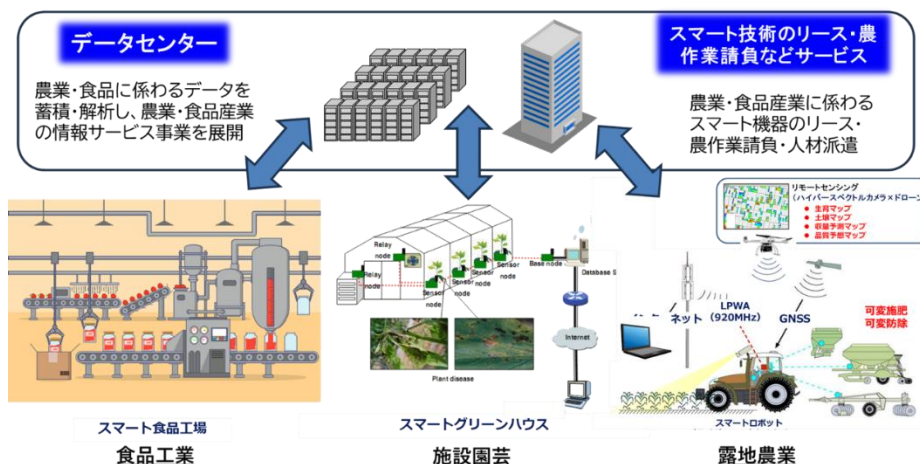 データセンター
農業・食品に係わるデータを
蓄積・解析し、農業・食品産業
の情報サービス事業を展開
スマート技術のリース・農
作業請負などサービス
農業・食品産業に係わる
スマート機器のリース・
農作業請負・人材派遣
リモートセンシング
(ハイパースペクトルカメラ×ドローン
● 生育マップ
● 土壌マップ
● 収量予測マップ
● 品質予想マップ
Relay
node
Relay
node
Sensor
node
Sensor
node
Sensor
node
Sensor
node
Base node
Database S
Internet
Plant disease
ネット
LPWA
(920MHz)
GNSS
可変施肥
可変防除
スマート食品工場
スマートグリーンハウス
スマートロボット
食品工業
施設園芸
露地農業